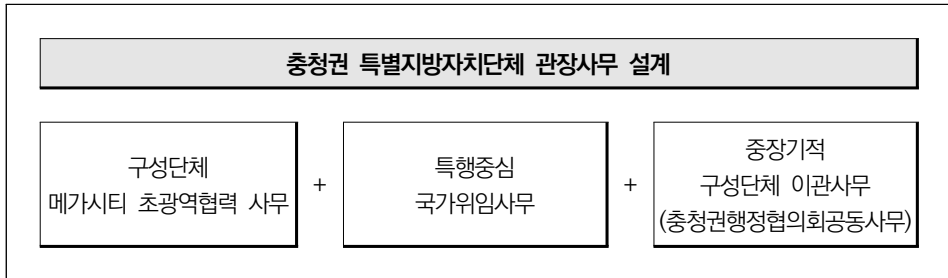 충청권 특별지방자치단체 관장사무 설계
구성단체
메가시티 초광역협력 사무
+
특행중심
국가위임사무
+
중장기적
구성단체 이관사무
(충청권행정협의회공동사무)